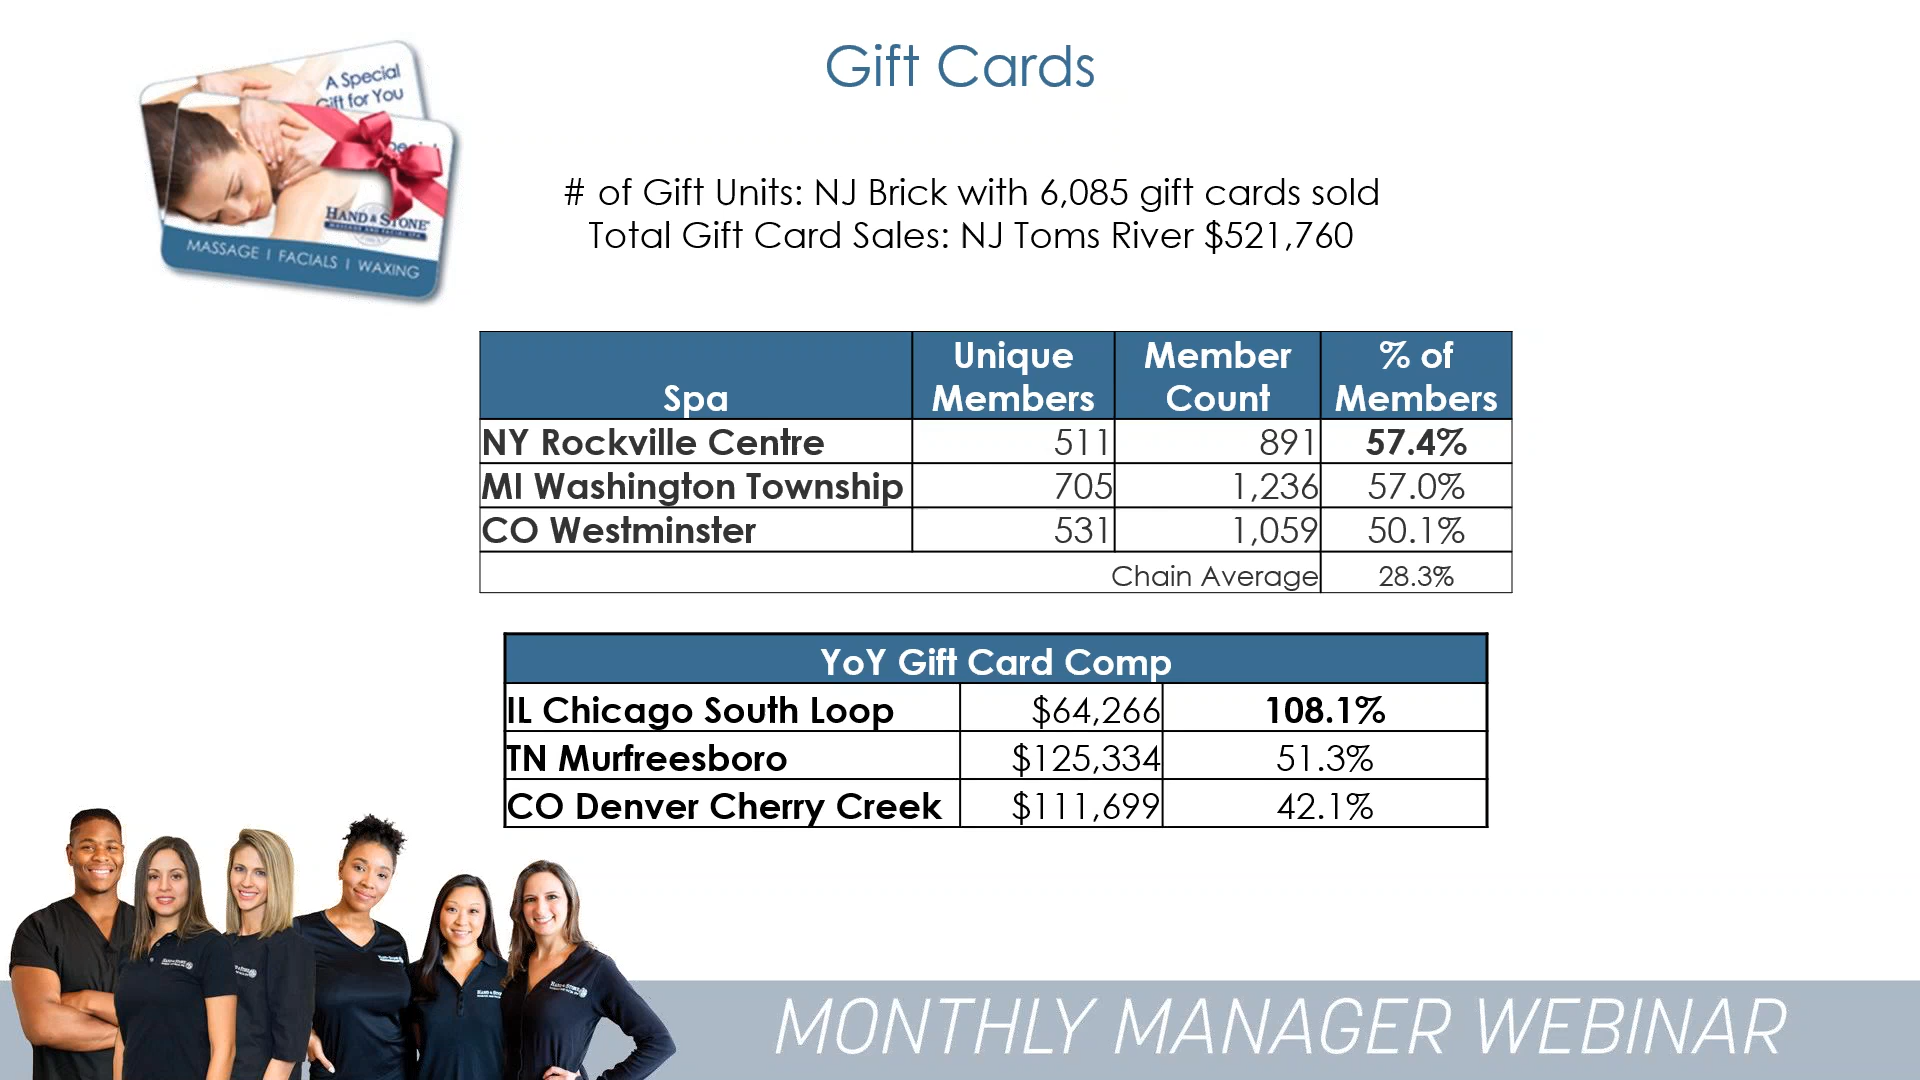 Gift Cards
A Special
Gift for You
HAND & STONE
MASSAGE AND FACIAL SPA
MASSAGE | FACIALS | WAXING
# of Gift Units: NJ Brick with 6,085 gift cards sold
Total Gift Card Sales: NJ Toms River $521,760
Spa Unique Members Member Count % of Members
NY Rockville Centre 511 891 57.4%
MI Washington Township 705 1,236 57.0%
CO Westminster 531 1,059 50.1%
Chain Average 28.3%
YoY Gift Card Comp
IL Chicago South Loop $64,266 108.1%
TN Murfreesboro $125,334 51.3%
CO Denver Cherry Creek $111,699 42.1%
MONTHLY MANAGER WEBINAR